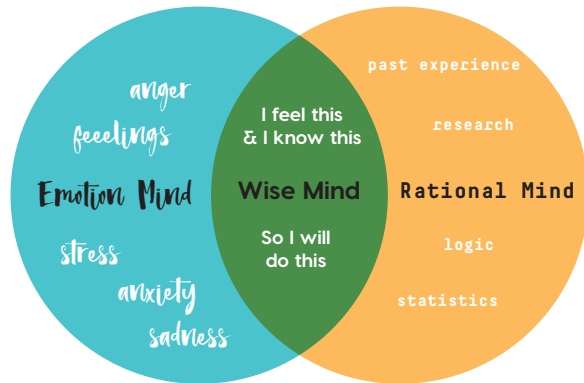 anger
feeelings
Emotion Mind
stress
anxiety
sadness
I feel this
& I know this
Wise Mind
So I will
do this
past experience
research
Rational Mind
logic
statistics